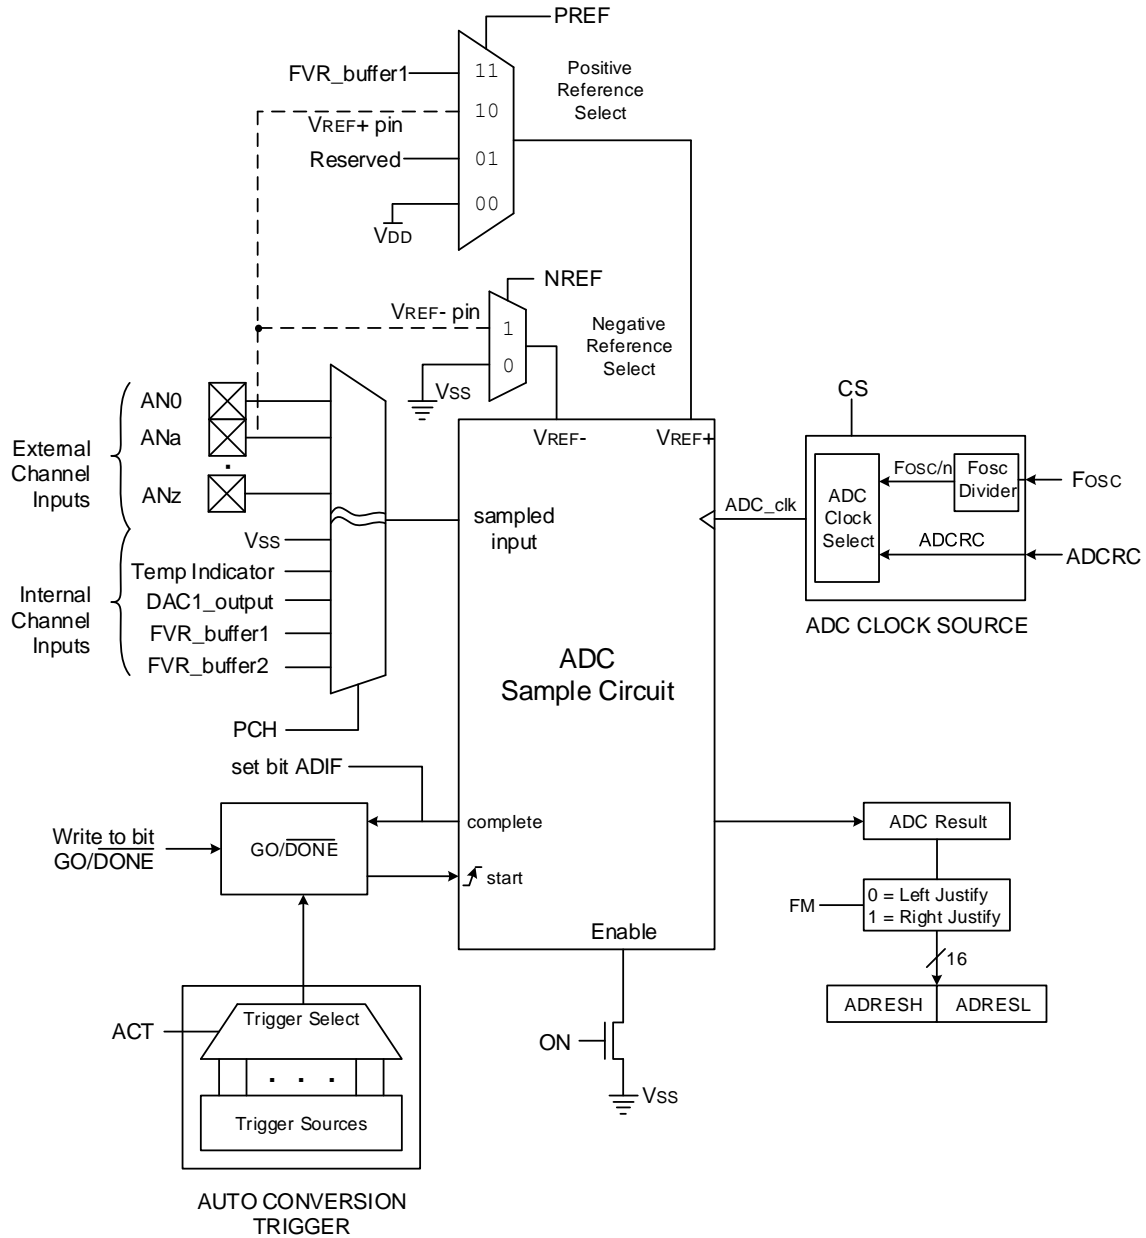 PREF
FVR_buffer1
11
Positive
Reference
Select
10
VREF+ pin
Reserved
01
00
VDD
NREF
VREF- pin
1
Negative
Reference
Select
0
VSS
CS
AN0
ANa
.
ANz
External
Channel
Inputs
VREF-
VREF+
FOSC/n
Fosc
Divider
FOSC
ADC
Clock
Select
ADC_clk
ADCRC
ADCRC
ADC CLOCK SOURCE
sampled
input
VSS
Temp Indicator
DAC1_output
FVR_buffer1
FVR_buffer2
Internal
Channel
Inputs
ADC
Sample Circuit
PCH
set bit ADIF
complete
Write to bit
GO/DONE
GO/DONE
start
ADC Result
FM
0 = Left Justify
1 = Right Justify
Enable
16
ADRESH
ADRESL
ACT
Trigger Select
. . .
Trigger Sources
ON
VSS
AUTO CONVERSION
TRIGGER